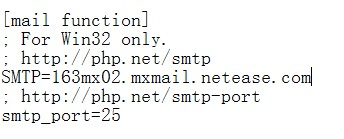 [mail function]
; For Win32 only.
; http://php.net/smtp
SMTP=163mx02.mxmail.netease.com
; http://php.net/smtp-port
smtp_port=25